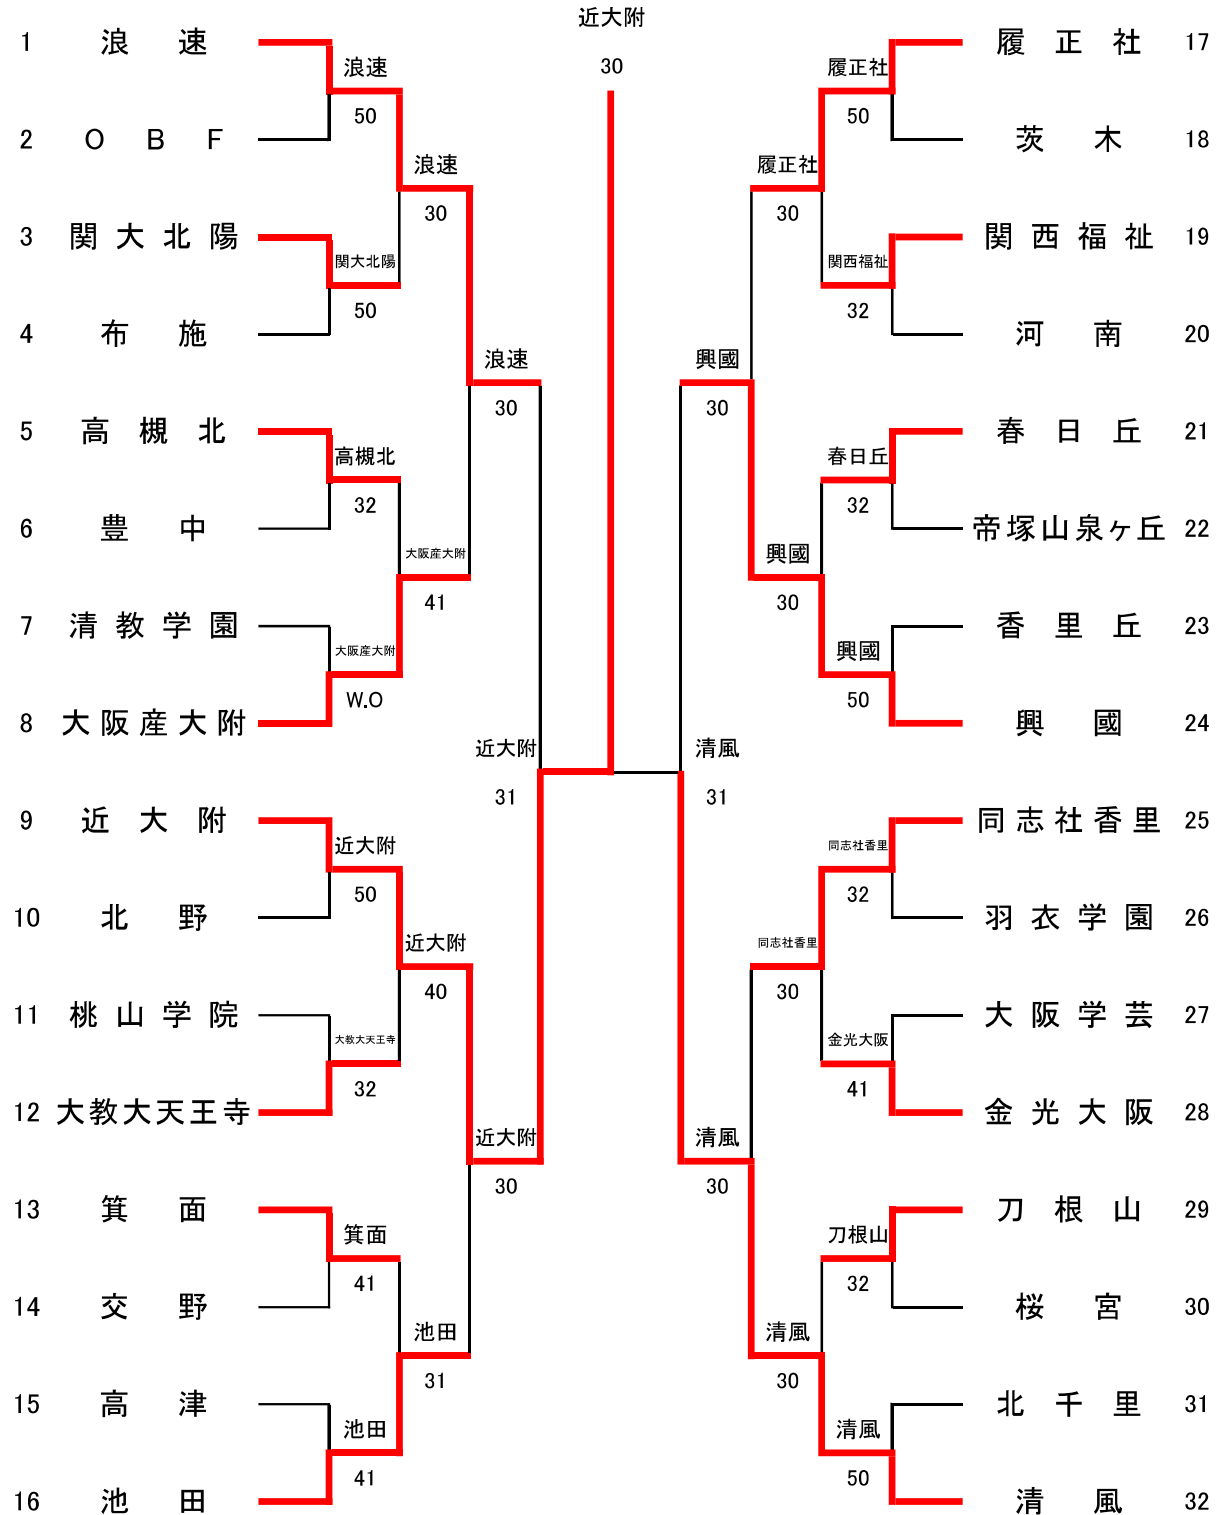 近大附
30
1 浪速
2 OBF
3 関大北陽
4 布施
5 高槻北
6 豊中
7 清教学園
8 大阪産大附
9 近大附
10 北野
11 桃山学院
12 大教大天王寺
13 箕面
14 交野
15 高津
16 池田
浪速
50
関大北陽
50
高槻北
32
大阪産大附
W.O
近大附
50
大教大天王寺
32
箕面
41
池田
41
浪速
30
大阪産大附
41
近大附
40
池田
31
浪速
30
近大附
30
近大附
31
清風
31
興國
30
清風
30
履正社
30
興國
30
同志社香里
30
清風
30
履正社
50
関西福祉
32
春日丘
32
興國
50
同志社香里
32
金光大阪
41
刀根山
32
清風
50
履正社 17
茨木 18
関西福祉 19
河南 20
春日丘 21
帝塚山泉ヶ丘 22
香里丘 23
興國 24
同志社香里 25
羽衣学園 26
大阪学芸 27
金光大阪 28
刀根山 29
桜宮 30
北千里 31
清風 32